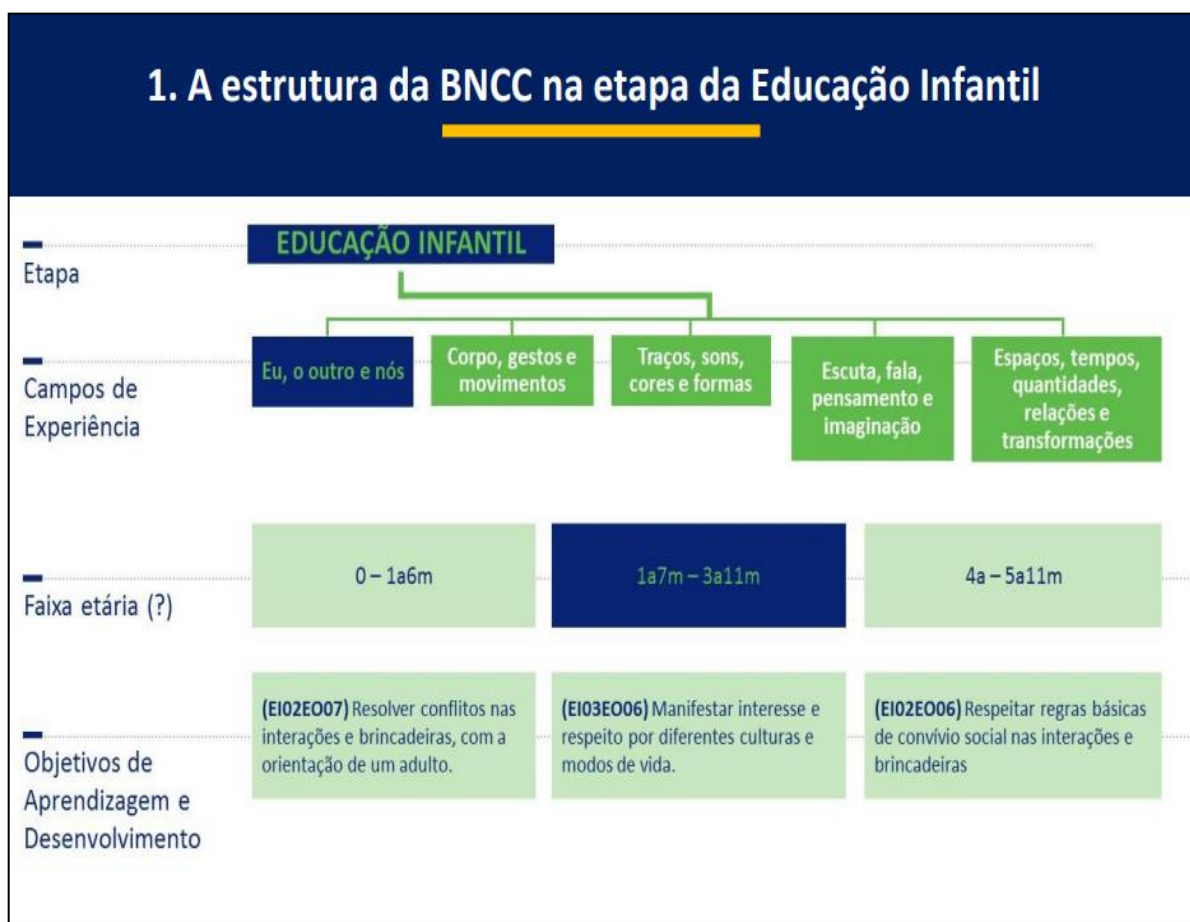 1. A estrutura da BNCC na etapa da Educação Infantil
Etapa
EDUCAÇÃO INFANTIL
Campos de
Experiência
Eu, o outro e nós
Corpo, gestos e
movimentos
Traços, sons,
cores e formas
Escuta, fala,
pensamento e
imaginação
Espaços, tempos,
quantidades,
relações e
transformações
Faixa etária (?)
0 – 1a6m
1a7m – 3a11m
4a – 5a11m
Objetivos de
Aprendizagem e
Desenvolvimento
(EI02EO07) Resolver conflitos nas
interações e brincadeiras, com a
orientação de um adulto.
(EI03EO06) Manifestar interesse e
respeito por diferentes culturas e
modos de vida.
(EI02EO06) Respeitar regras básicas
de convívio social nas interações e
brincadeiras